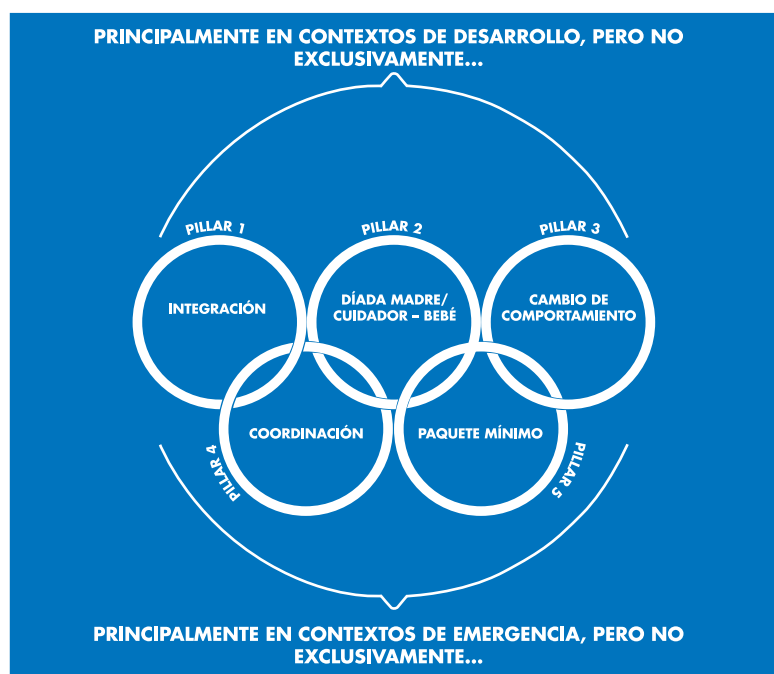 PRINCIPALMENTE EN CONTEXTOS DE DESARROLLO, PERO NO
EXCLUSIVAMENTE...
PILLAR 1
PILLAR 2
PILLAR 3
INTEGRACIÓN
DÍADA MADRE/
CUIDADOR – BEBÉ
CAMBIO DE
COMPORTAMIENTO
COORDINACIÓN
PAQUETE MÍNIMO
PILLAR 4
PILLAR 5
PRINCIPALMENTE EN CONTEXTOS DE EMERGENCIA, PERO NO
EXCLUSIVAMENTE...